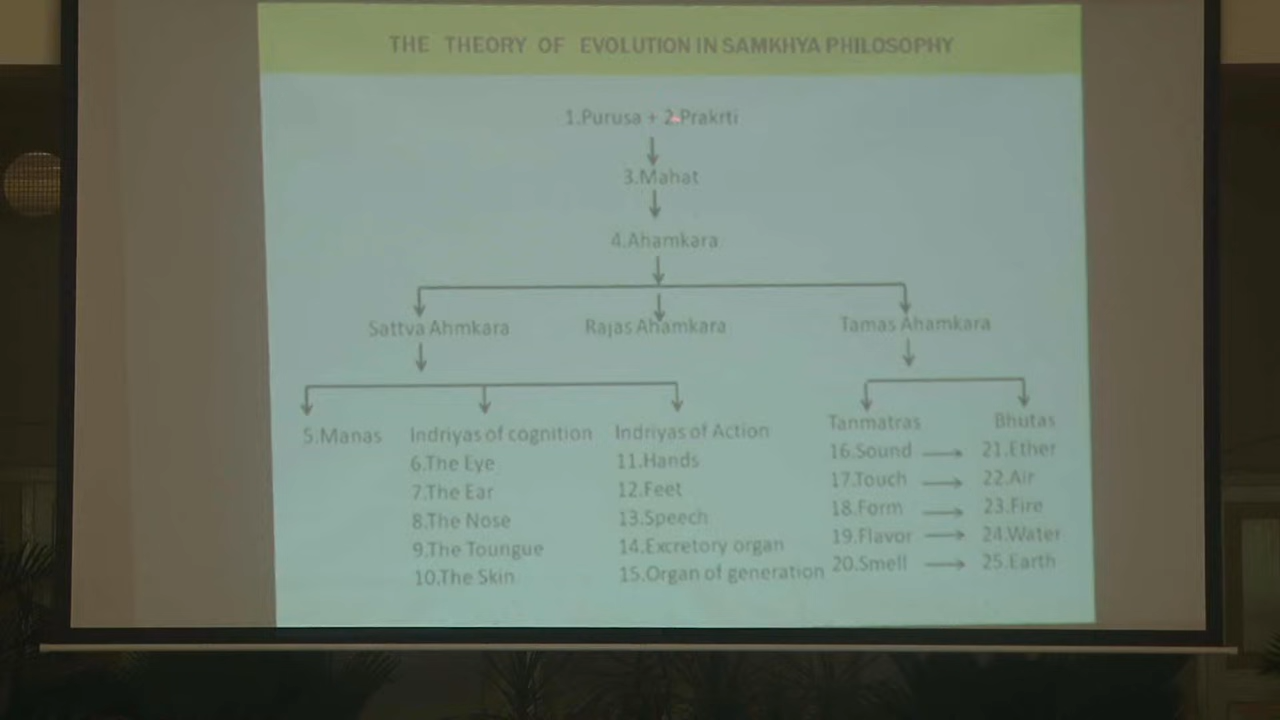 THE THEORY OF EVOLUTION IN SAMKHYA PHILOSOPHY
1.Purusa + 2.Prakrti
3.Mahat
4.Ahamkara
Sattva Ahmkara
Rajas Ahamkara
Tamas Ahamkara
5.Manas
Indriyas of cognition
6.The Eye
7.The Ear
8.The Nose
9.The Toungue
10.The Skin
Indriyas of Action
11.Hands
12.Feet
13.Speech
14.Excretory organ
15.Organ of generation
Tanmatras Bhutas
16.Sound → 21.Ether
17.Touch → 22.Air
18.Form → 23.Fire
19.Flavor → 24.Water
20.Smell → 25.Earth